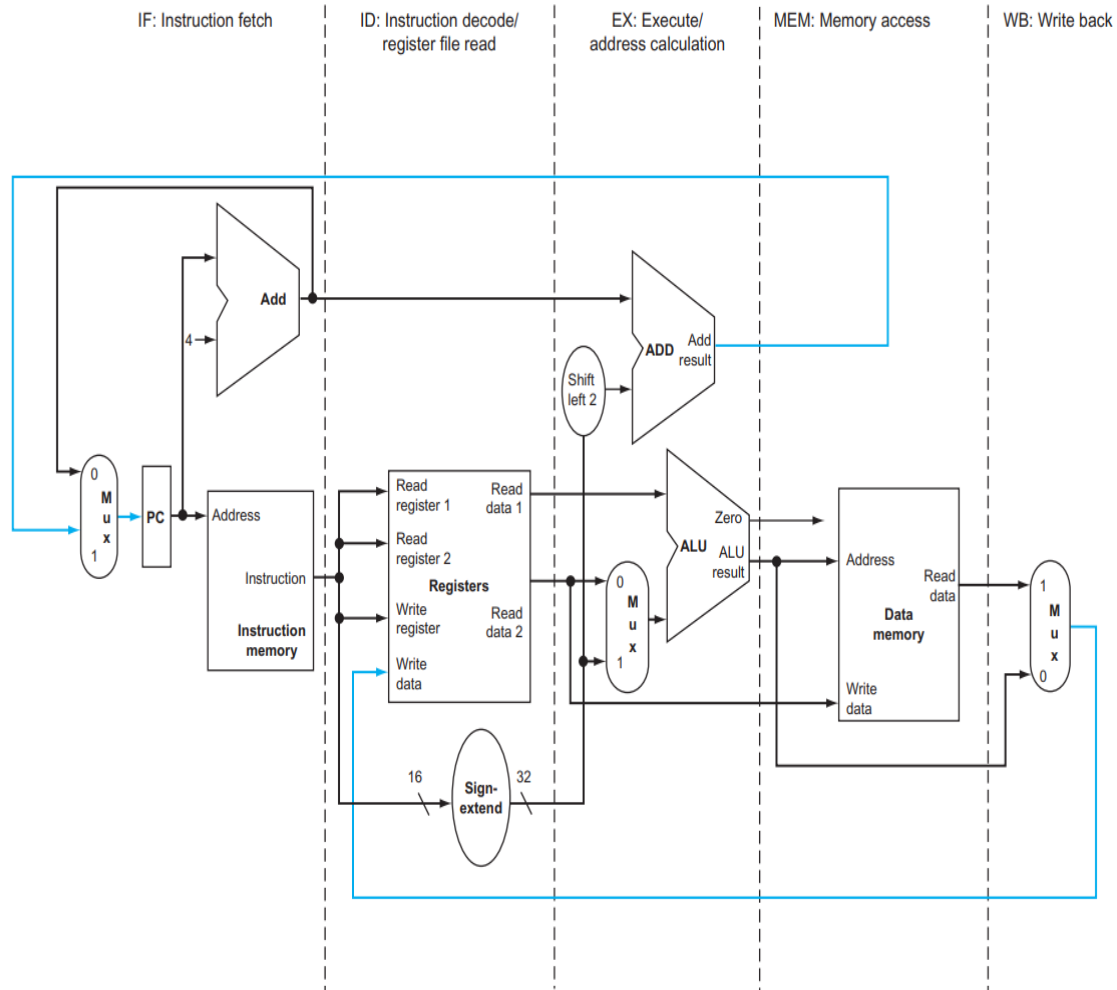 IF: Instruction fetch
ID: Instruction decode/
register file read
EX: Execute/
address calculation
MEM: Memory access
WB: Write back
Add
4
ADD
Add
result
Shift
left 2
0
M
u
x
1
PC
Address
Instruction
Instruction
memory
Read
register 1
Read
register 2
Registers
Write
register
Write
data
Read
data 1
Read
data 2
16
Sign-
extend
32
0
M
u
x
1
Zero
ALU
ALU
result
Address
Read
data
Data
memory
Write
data
1
M
u
x
0